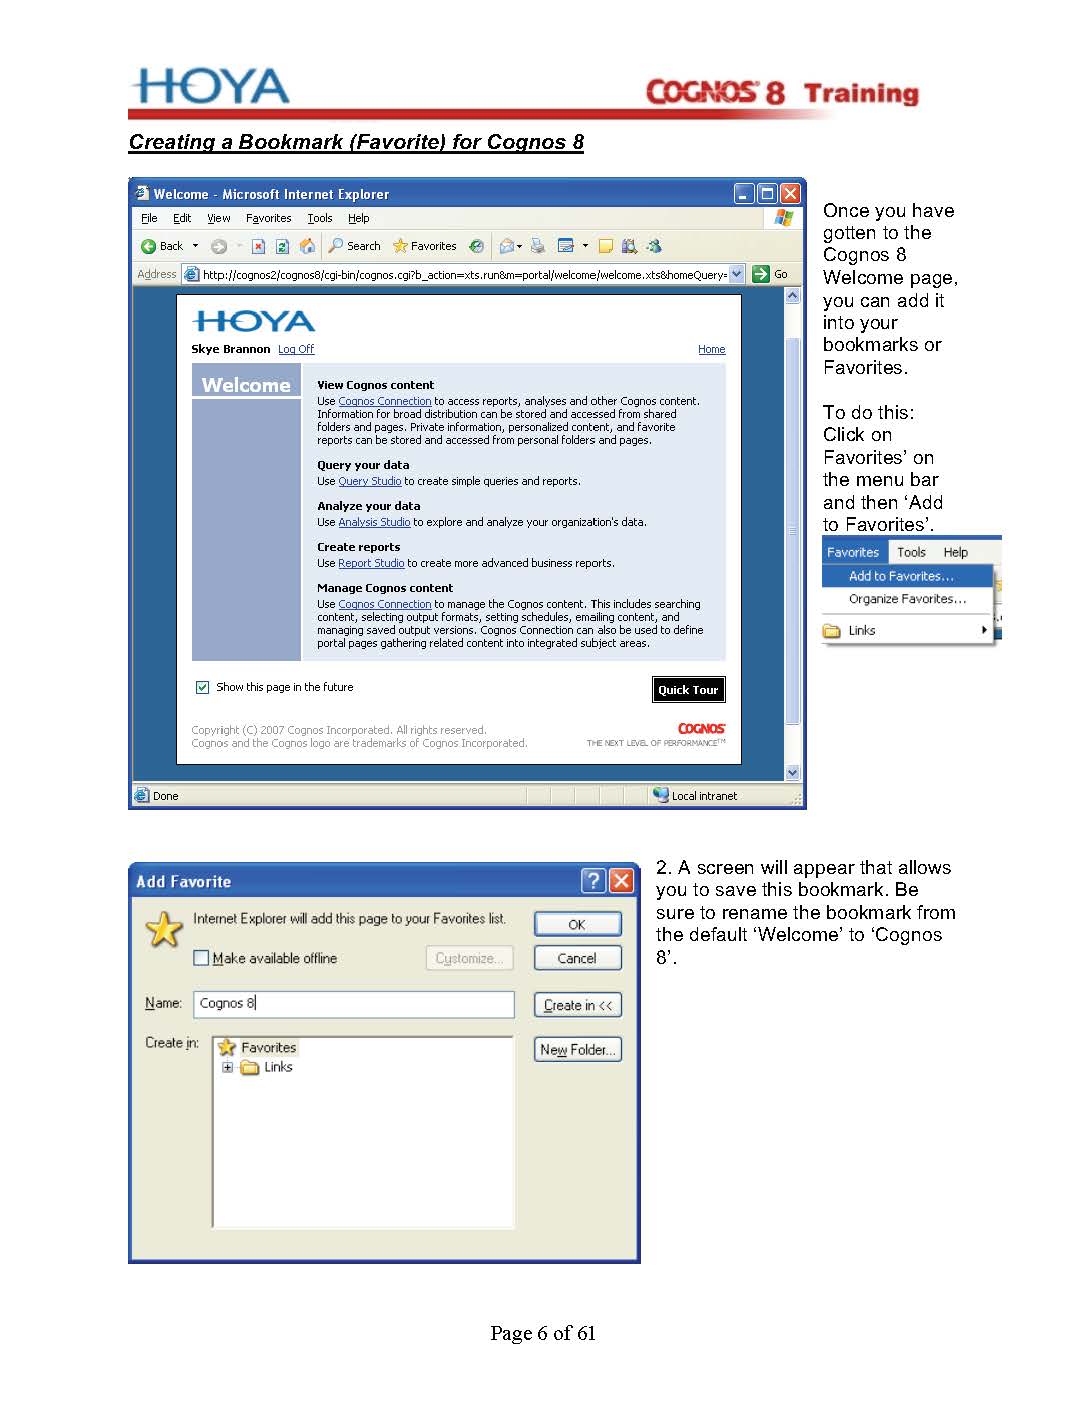 HOYA
COGNOS 8 Training
Creating a Bookmark (Favorite) for Cognos 8
Welcome - Microsoft Internet Explorer
File Edit View Favorites Tools Help
Back Search Favorites
Address http://cognos2/cognos8/cgi-bin/cognos.cgi?b_action=xts.run&m=portal/welcome/welcome.xts&homeQuery= Go
HOYA
Skye Brannon Log Off Home
Welcome
View Cognos content
Use Cognos Connection to access reports, analyses and other Cognos content.
Information for broad distribution can be stored and accessed from shared
folders and pages. Private information, personalized content, and favorite
reports can be stored and accessed from personal folders and pages.
Query your data
Use Query Studio to create simple queries and reports.
Analyze your data
Use Analysis Studio to explore and analyze your organization's data.
Create reports
Use Report Studio to create more advanced business reports.
Manage Cognos content
Use Cognos Connection to manage the Cognos content. This includes searching
content, selecting output formats, setting schedules, emailing content, and
managing saved output versions. Cognos Connection can also be used to define
portal pages gathering related content into integrated subject areas.
Show this page in the future
Quick Tour
Copyright (C) 2007 Cognos Incorporated. All rights reserved.
Cognos and the Cognos logo are trademarks of Cognos Incorporated.
COGNOS
THE NEXT LEVEL OF PERFORMANCE™
Done Local intranet
Once you have
gotten to the
Cognos 8
Welcome page,
you can add it
into your
bookmarks or
Favorites.
To do this:
Click on
Favorites’ on
the menu bar
and then ‘Add
to Favorites’.
Favorites Tools Help
Add to Favorites...
Organize Favorites...
Links
Add Favorite
Internet Explorer will add this page to your Favorites list.
OK
Make available offline Customize... Cancel
Name: Cognos 8 Create in <<
Create in: Favorites New Folder...
Links
2. A screen will appear that allows
you to save this bookmark. Be
sure to rename the bookmark from
the default ‘Welcome’ to ‘Cognos
8’.
Page 6 of 61